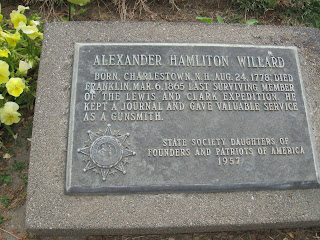 ALEXANDER HAMLITON WILLARD
BORN, CHARLESTOWN, N.H. AUG. 24, 1778, DIED
FRANKLIN, MAR. 6, 1865 LAST SURVIVING MEMBER
OF THE LEWIS AND CLARK EXPEDITION. HE
KEPT A JOURNAL AND GAVE VALUABLE SERVICE
AS A GUNSMITH.
STATE SOCIETY DAUGHTERS OF
FOUNDERS AND PATRIOTS OF AMERICA
1957